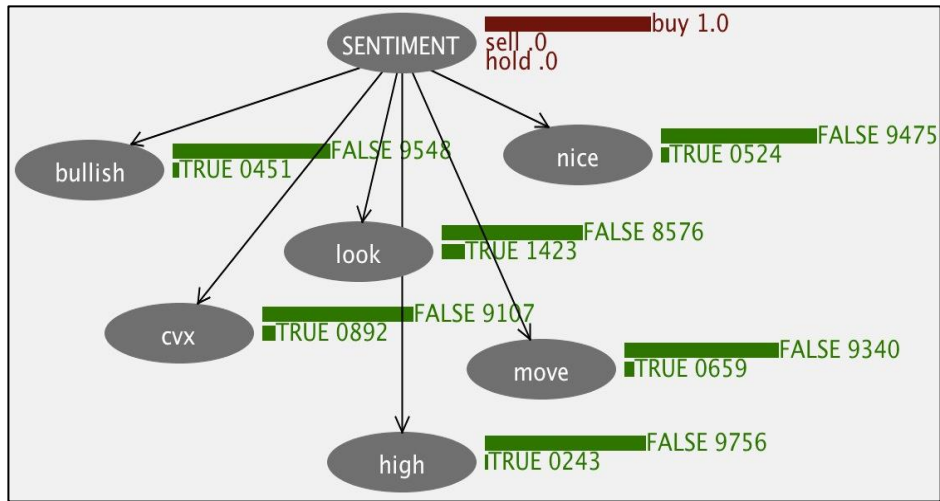 SENTIMENT
buy 1.0
sell .0
hold .0
bullish
FALSE 9548
TRUE 0451
nice
FALSE 9475
TRUE 0524
look
FALSE 8576
TRUE 1423
cvx
FALSE 9107
TRUE 0892
move
FALSE 9340
TRUE 0659
high
FALSE 9756
TRUE 0243